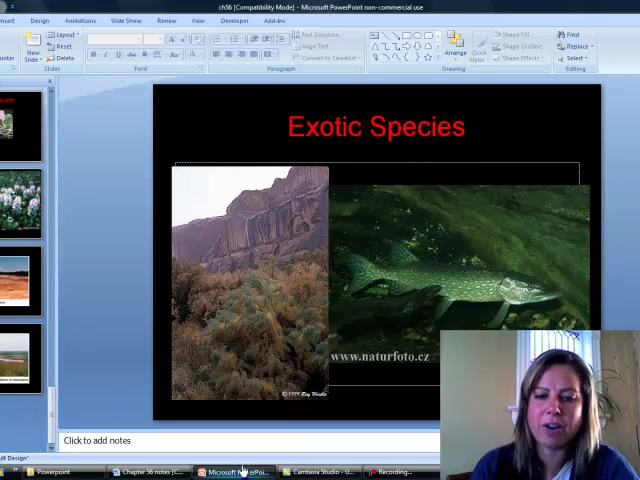 ch56 [Compatibility Mode] - Microsoft PowerPoint non-commercial use
Insert Design Animations Slide Show Review View Developer Add-Ins
Layout
Reset
Delete
New Slide
Slides
Font
Text Direction
Align Text
Convert to SmartArt
Paragraph
Arrange
Quick Styles
Shape Fill
Shape Outline
Shape Effects
Drawing
Find
Replace
Select
Editing
Exotic Species
www.naturfoto.cz
Click to add notes
Powerpoint
Chapter 56 notes [C...
Microsoft PowerPoi...
Camtasia Studio - U...
Recording...